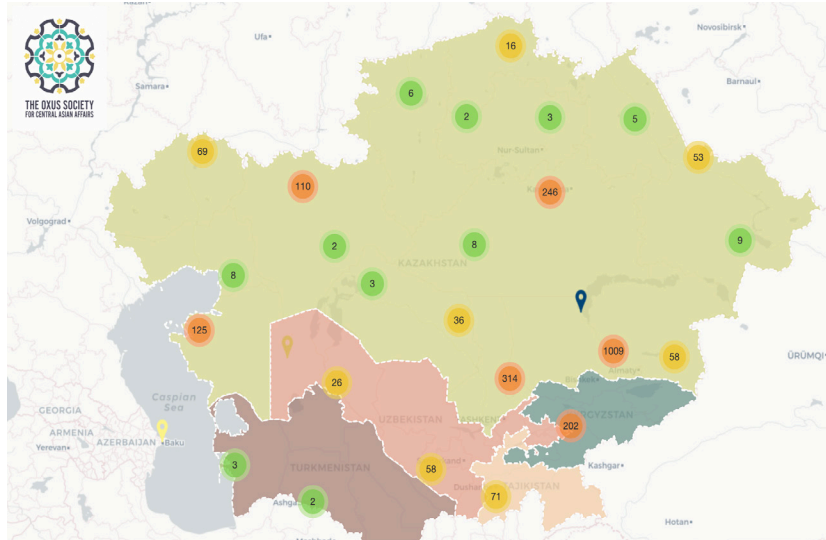 Ufa
Novosibirsk
THE OXUS SOCIETY
FOR CENTRAL ASIAN AFFAIRS
Samara
Barnaul
16
6
2
3
5
Nur-Sultan
69
53
110
246
Volgograd
2
8
9
KAZAKHSTAN
8
3
125
36
1009
58
ÜRÜMQI
314
26
Caspian
Sea
GEORGIA
ARMENIA
AZERBAIJAN
Baku
Yerevan
UZBEKISTAN
202
3
TURKMENISTAN
58
Kashgar
71
TAJIKISTAN
2
Hotan